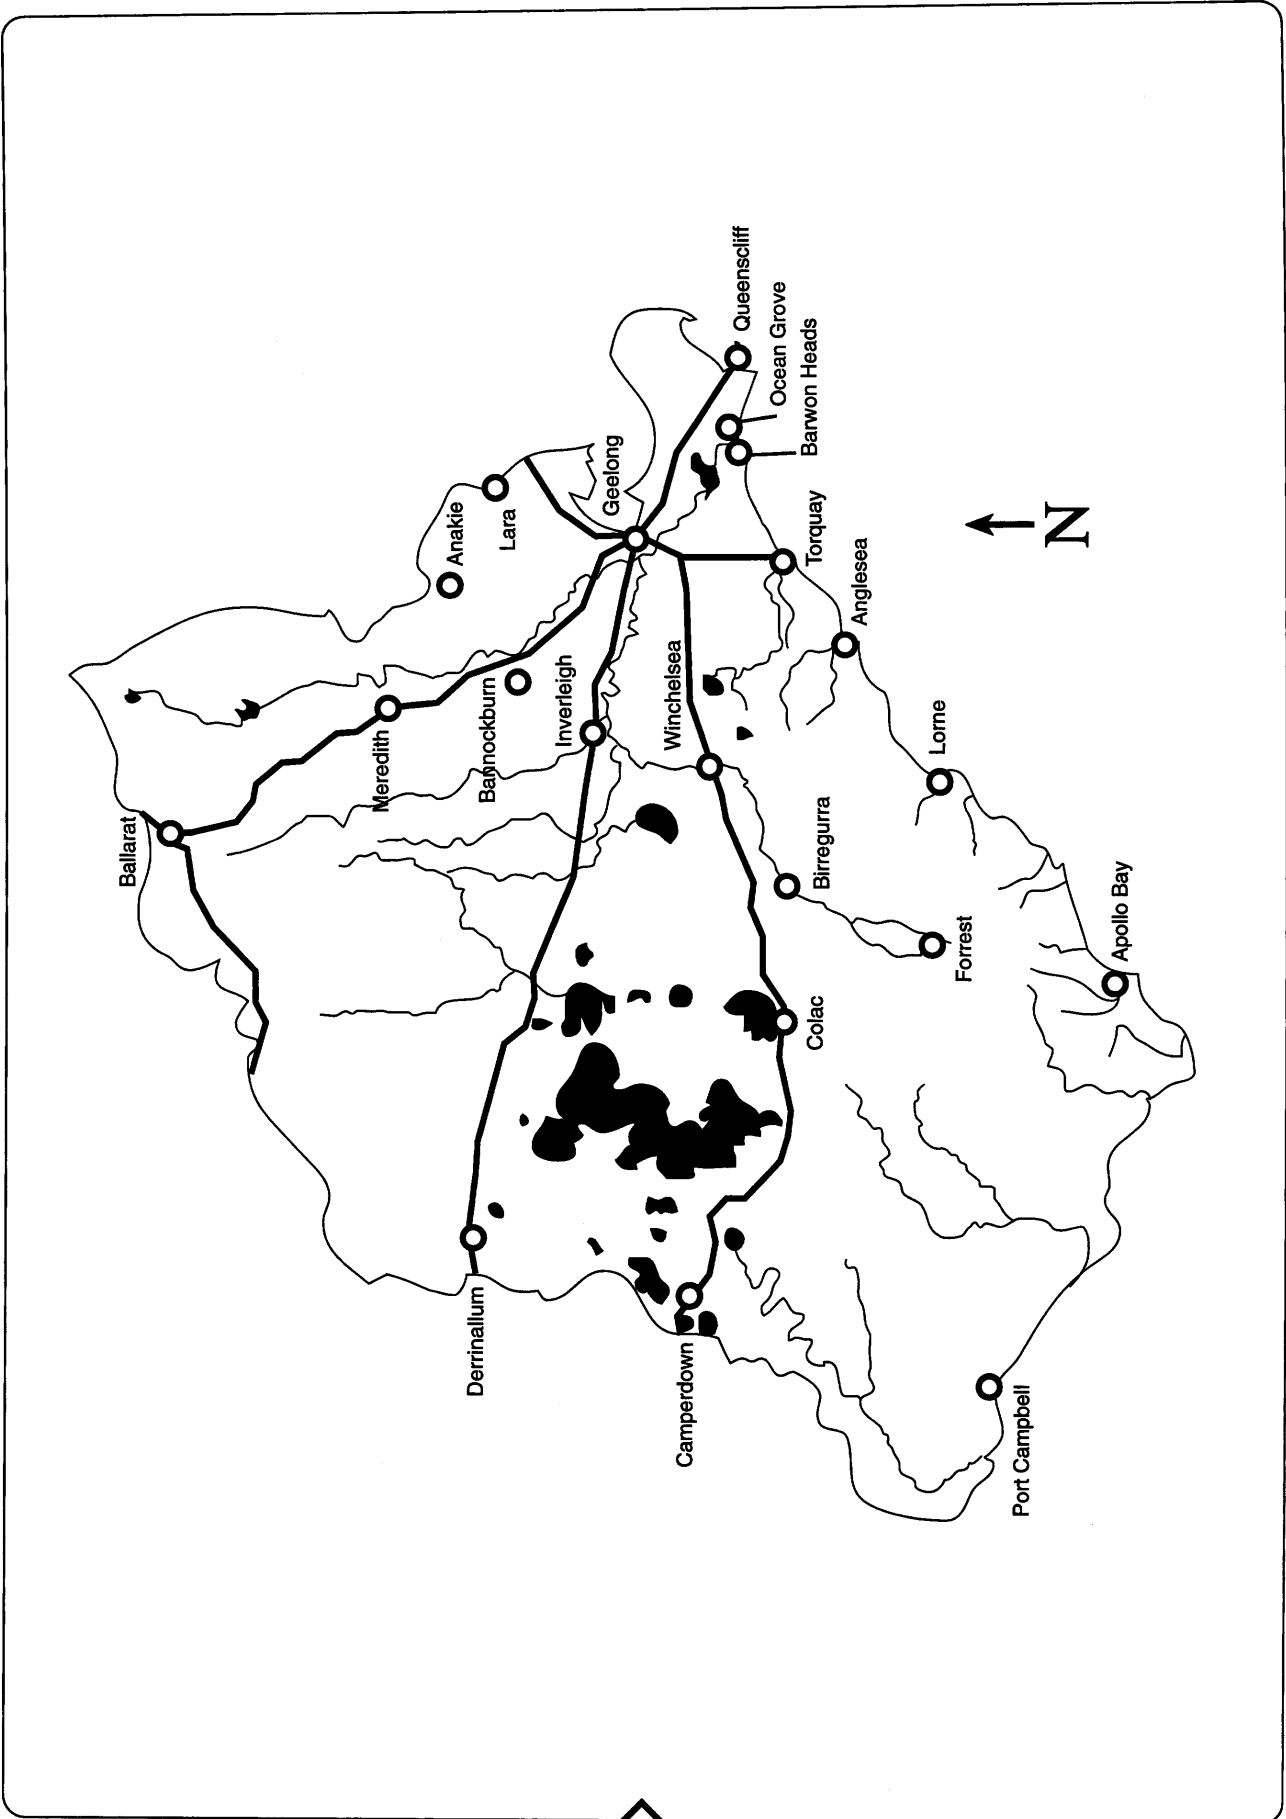 Ballarat
Anakie
Lara
Meredith
Bannockburn
Geelong
Inverleigh
Queenscliff
Ocean Grove
Barwon Heads
Derrinallum
Winchelsea
Torquay
Camperdown
Birregurra
Colac
Anglesea
Lorne
Forrest
Port Campbell
Apollo Bay
N